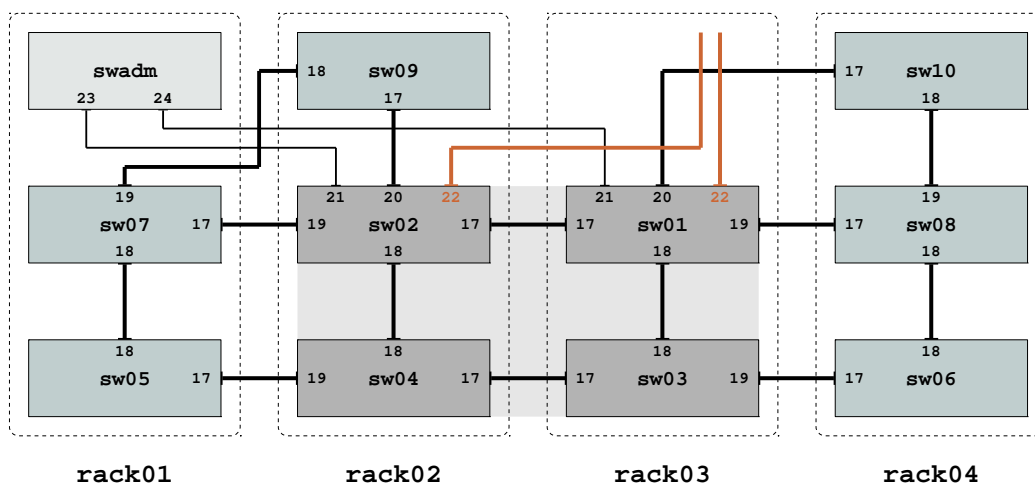 swadm 18 sw09 17 sw10
23 24 17 18
19 21 20 22 21 20 22 19
sw07 17 19 sw02 17 17 sw01 19 17 sw08
18 18 18 18
18 18 18 18
sw05 17 19 sw04 17 17 sw03 19 17 sw06
rack01 rack02 rack03 rack04